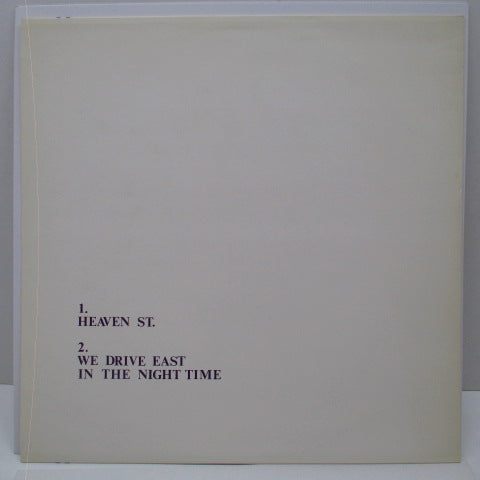 1.
HEAVEN ST.
2.
WE DRIVE EAST
IN THE NIGHT TIME